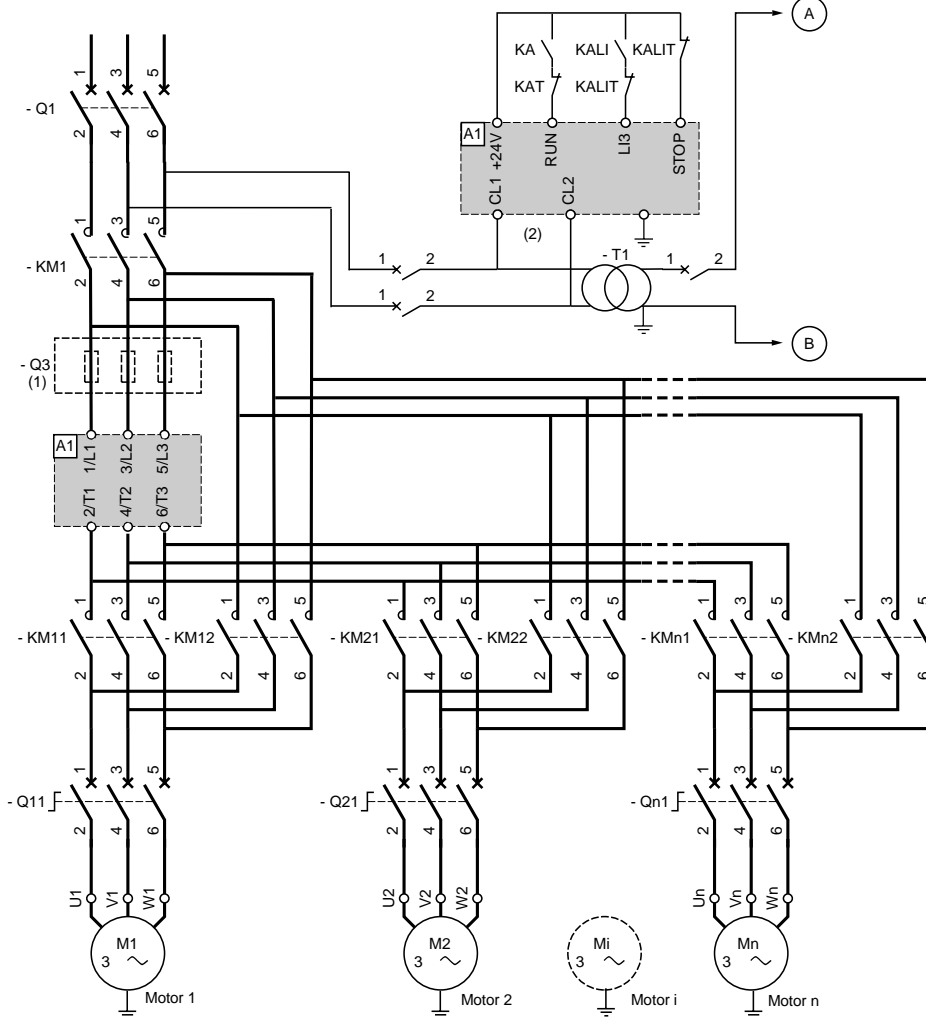 A
KA KALI KALIT
KAT KALIT
1 3 5
- Q1
2 4 6
A1
+24V RUN LI3 STOP
CL1 CL2
(2)
1 3 5
- KM1
2 4 6
1 2
- T1
1 2
1 2
B
- Q3
(1)
A1
1/L1 3/L2 5/L3
2/T1 4/T2 6/T3
1 3 5 1 3 5 1 3 5 1 3 5 1 3 5 1 3 5
- KM11 - KM12 - KM21 - KM22 - KMn1 - KMn2
2 4 6 2 4 6 2 4 6 2 4 6 2 4 6 2 4 6
1 3 5 1 3 5 1 3 5
- Q11 - Q21 - Qn1
2 4 6 2 4 6 2 4 6
U1 V1 W1 U2 V2 W2 Un Vn Wn
M1 M2 Mi Mn
3 3 3 3
Motor 1 Motor 2 Motor i Motor n